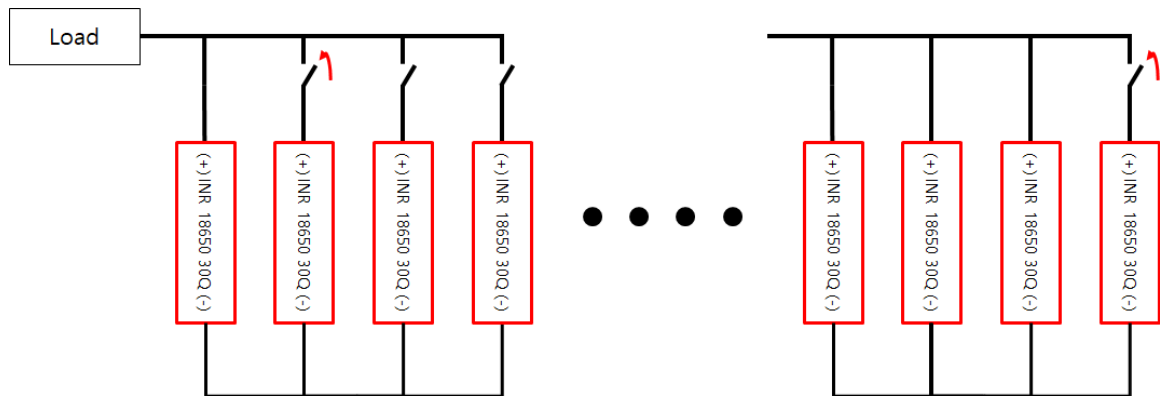 Load
(+) INR 18650 30Q (-)
(+) INR 18650 30Q (-)
(+) INR 18650 30Q (-)
(+) INR 18650 30Q (-)
(+) INR 18650 30Q (-)
(+) INR 18650 30Q (-)
(+) INR 18650 30Q (-)
(+) INR 18650 30Q (-)